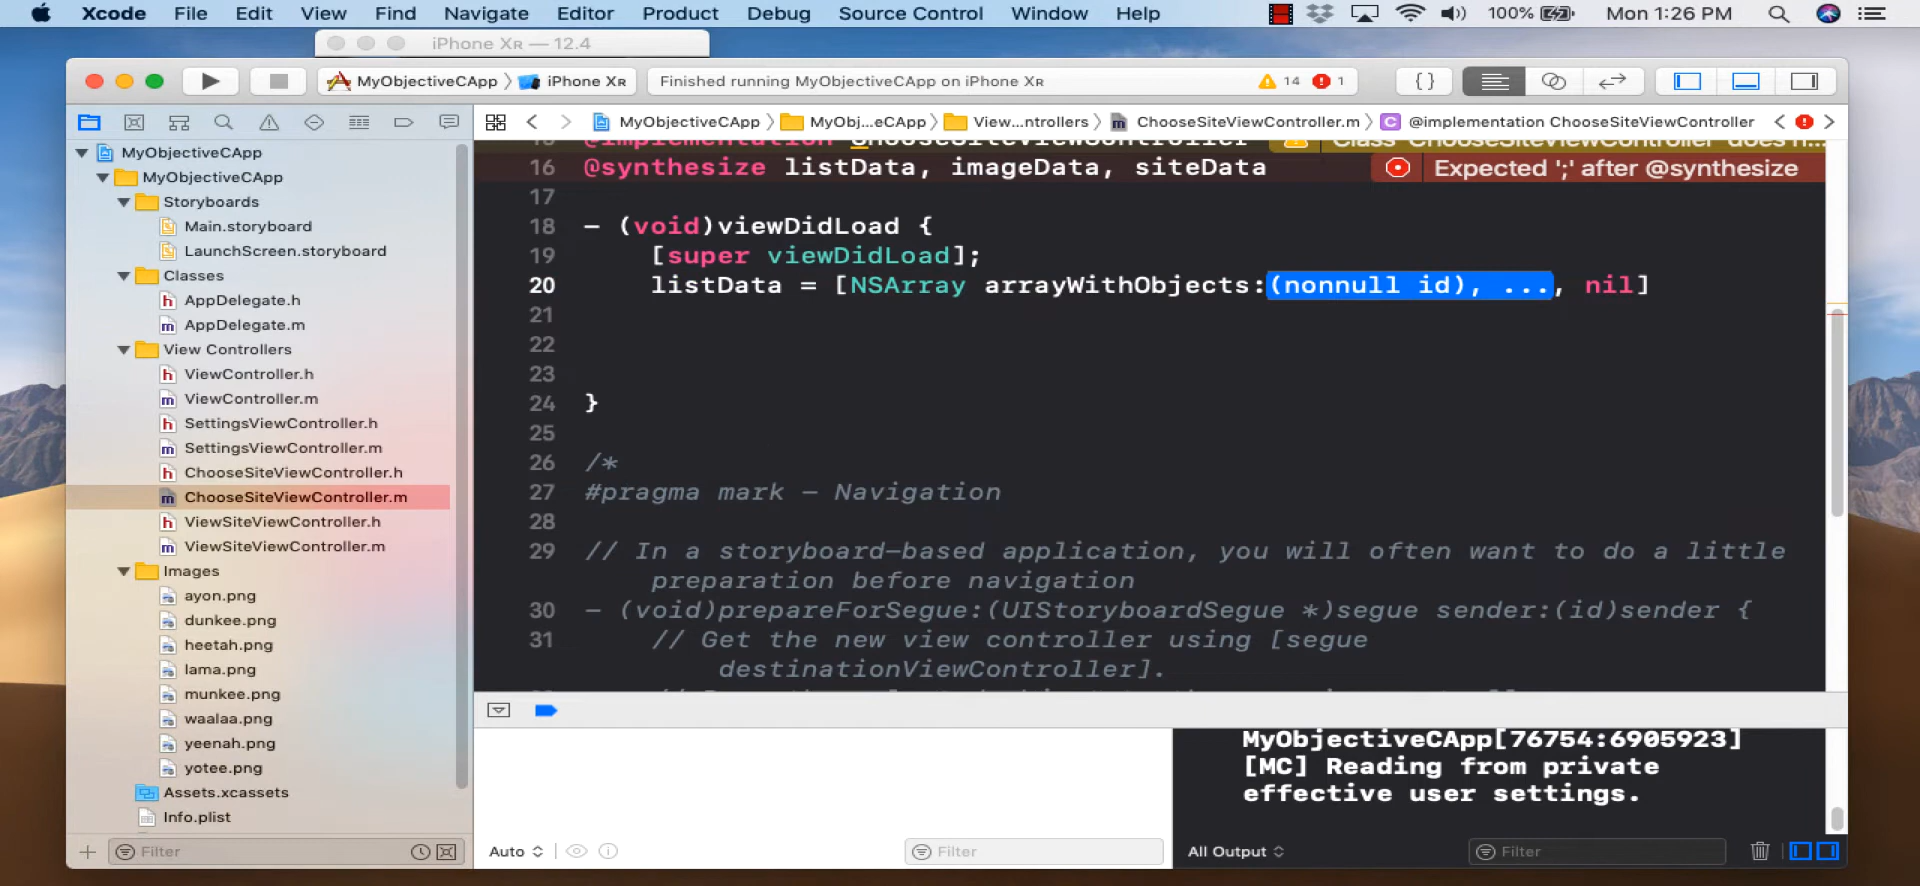 Xcode File Edit View Find Navigate Editor Product Debug Source Control Window Help 100% Mon 1:26 PM
iPhone XR — 12.4
MyObjectiveCApp iPhone XR Finished running MyObjectiveCApp on iPhone XR 14 1 { }
MyObjectiveCApp MyObj...eCApp View...ntrollers ChooseSiteViewController.m @implementation ChooseSiteViewController
MyObjectiveCApp
MyObjectiveCApp
Storyboards
Main.storyboard
LaunchScreen.storyboard
Classes
AppDelegate.h
AppDelegate.m
View Controllers
ViewController.h
ViewController.m
SettingsViewController.h
SettingsViewController.m
ChooseSiteViewController.h
ChooseSiteViewController.m
ViewSiteViewController.h
ViewSiteViewController.m
Images
ayon.png
dunkee.png
heetah.png
lama.png
munkee.png
waalaa.png
yeenah.png
yotee.png
Assets.xcassets
Info.plist
Filter
15 @implementation ChooseSiteViewController Class 'ChooseSiteViewController' does n...
16 @synthesize listData, imageData, siteData Expected ';' after @synthesize
17
18 – (void)viewDidLoad {
19 [super viewDidLoad];
20 listData = [NSArray arrayWithObjects:(nonnull id), ..., nil]
21
22
23
24 }
25
26 /*
27 #pragma mark – Navigation
28
29 // In a storyboard–based application, you will often want to do a little
preparation before navigation
30 – (void)prepareForSegue:(UIStoryboardSegue *)segue sender:(id)sender {
31 // Get the new view controller using [segue
destinationViewController].
Auto Filter
MyObjectiveCApp[76754:6905923]
[MC] Reading from private
effective user settings.
All Output Filter